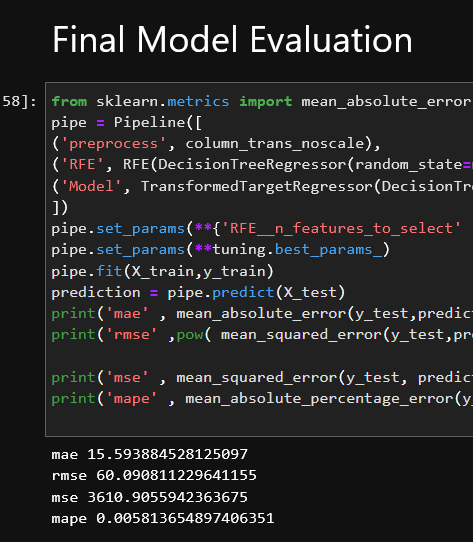 Final Model Evaluation
58]: from sklearn.metrics import mean_absolute_error
pipe = Pipeline([
('preprocess', column_trans_noscale),
('RFE', RFE(DecisionTreeRegressor(random_state=
('Model', TransformedTargetRegressor(DecisionTre
])
pipe.set_params(**{'RFE__n_features_to_select'
pipe.set_params(**tuning.best_params_)
pipe.fit(X_train,y_train)
prediction = pipe.predict(X_test)
print('mae' , mean_absolute_error(y_test,predict
print('rmse' ,pow( mean_squared_error(y_test,pre
print('mse' , mean_squared_error(y_test, predict
print('mape' , mean_absolute_percentage_error(y_
mae 15.593884528125097
rmse 60.090811229641155
mse 3610.9055942363675
mape 0.005813654897406351